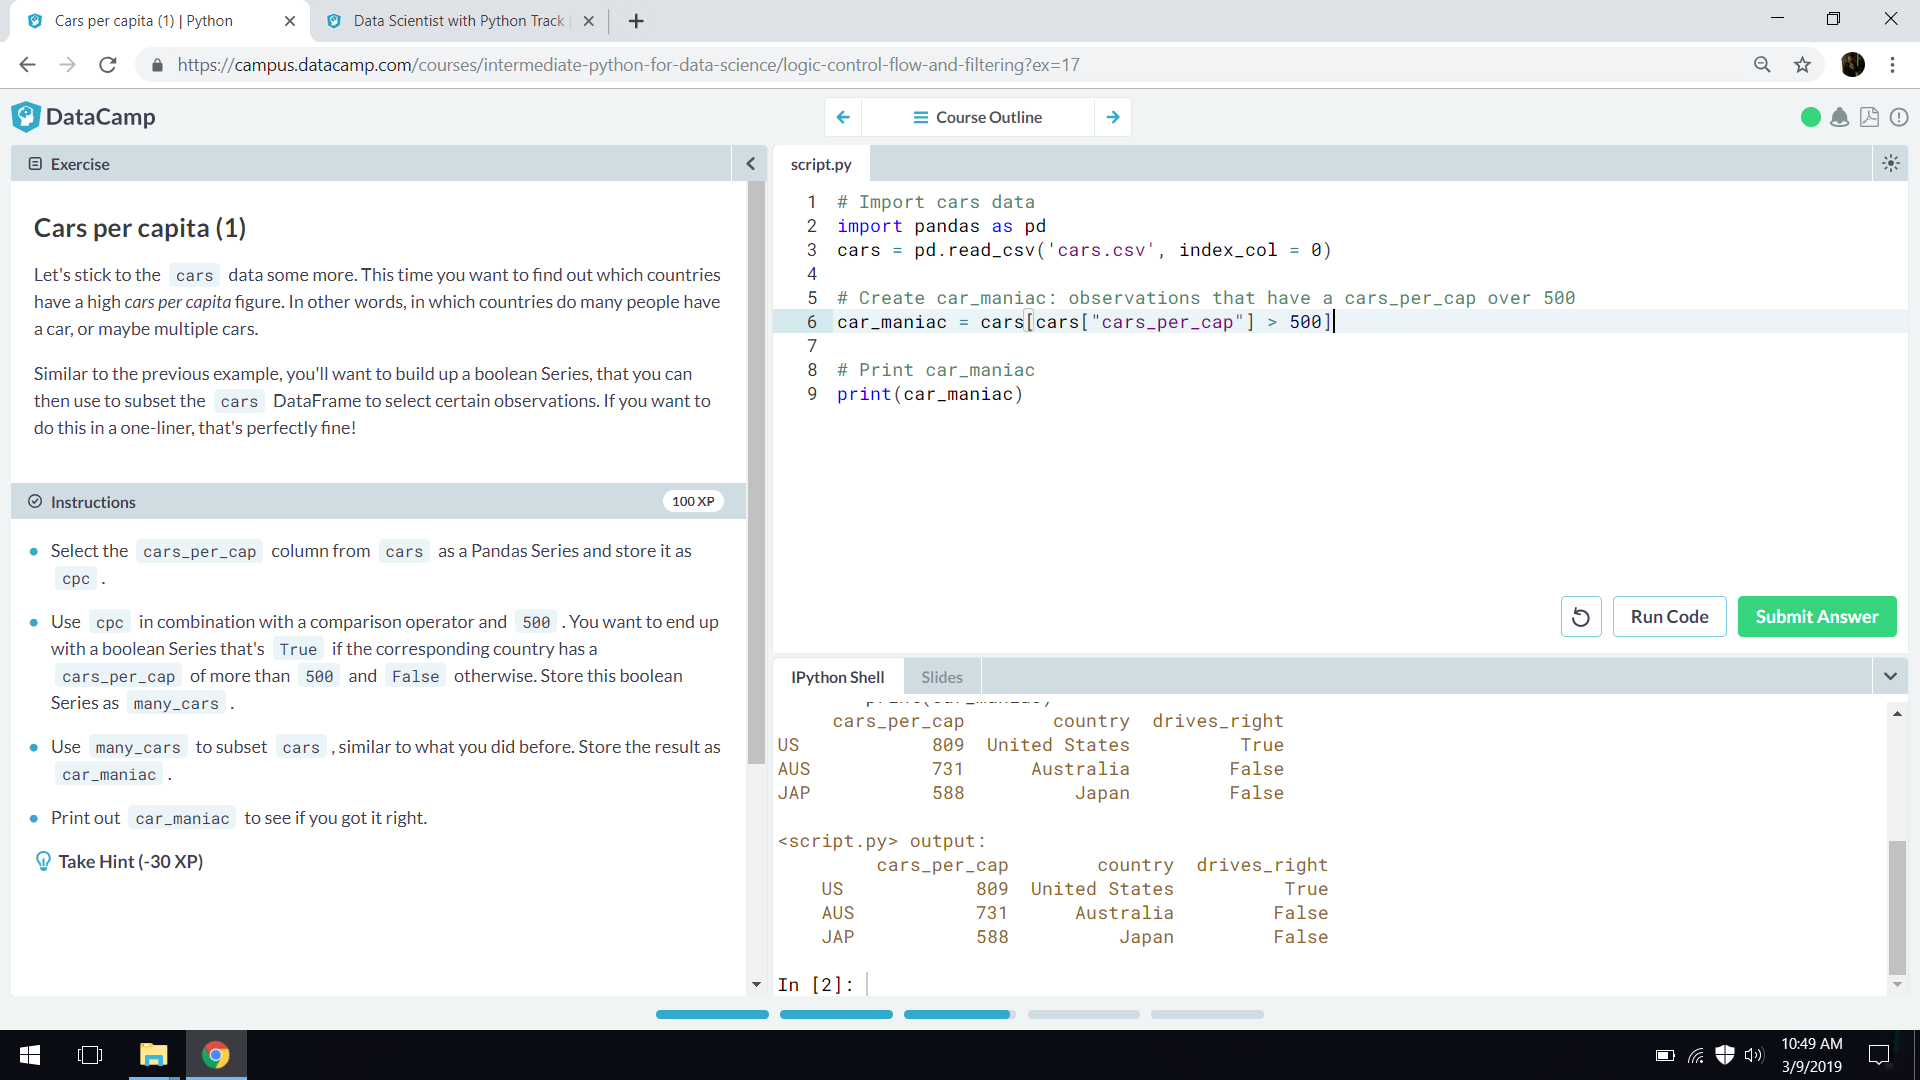 Cars per capita (1) | Python
Data Scientist with Python Track
https://campus.datacamp.com/courses/intermediate-python-for-data-science/logic-control-flow-and-filtering?ex=17
DataCamp
Course Outline
Exercise
Cars per capita (1)
Let's stick to the cars data some more. This time you want to find out which countries
have a high cars per capita figure. In other words, in which countries do many people have
a car, or maybe multiple cars.
Similar to the previous example, you'll want to build up a boolean Series, that you can
then use to subset the cars DataFrame to select certain observations. If you want to
do this in a one-liner, that's perfectly fine!
Instructions
100 XP
Select the cars_per_cap column from cars as a Pandas Series and store it as
cpc .
Use cpc in combination with a comparison operator and 500 . You want to end up
with a boolean Series that's True if the corresponding country has a
cars_per_cap of more than 500 and False otherwise. Store this boolean
Series as many_cars .
Use many_cars to subset cars , similar to what you did before. Store the result as
car_maniac .
Print out car_maniac to see if you got it right.
Take Hint (-30 XP)
script.py
1 # Import cars data
2 import pandas as pd
3 cars = pd.read_csv('cars.csv', index_col = 0)
4
5 # Create car_maniac: observations that have a cars_per_cap over 500
6 car_maniac = cars[cars["cars_per_cap"] > 500]
7
8 # Print car_maniac
9 print(car_maniac)
Run Code
Submit Answer
IPython Shell
Slides
cars_per_cap country drives_right
US 809 United States True
AUS 731 Australia False
JAP 588 Japan False
<script.py> output:
cars_per_cap country drives_right
US 809 United States True
AUS 731 Australia False
JAP 588 Japan False
In [2]:
10:49 AM
3/9/2019